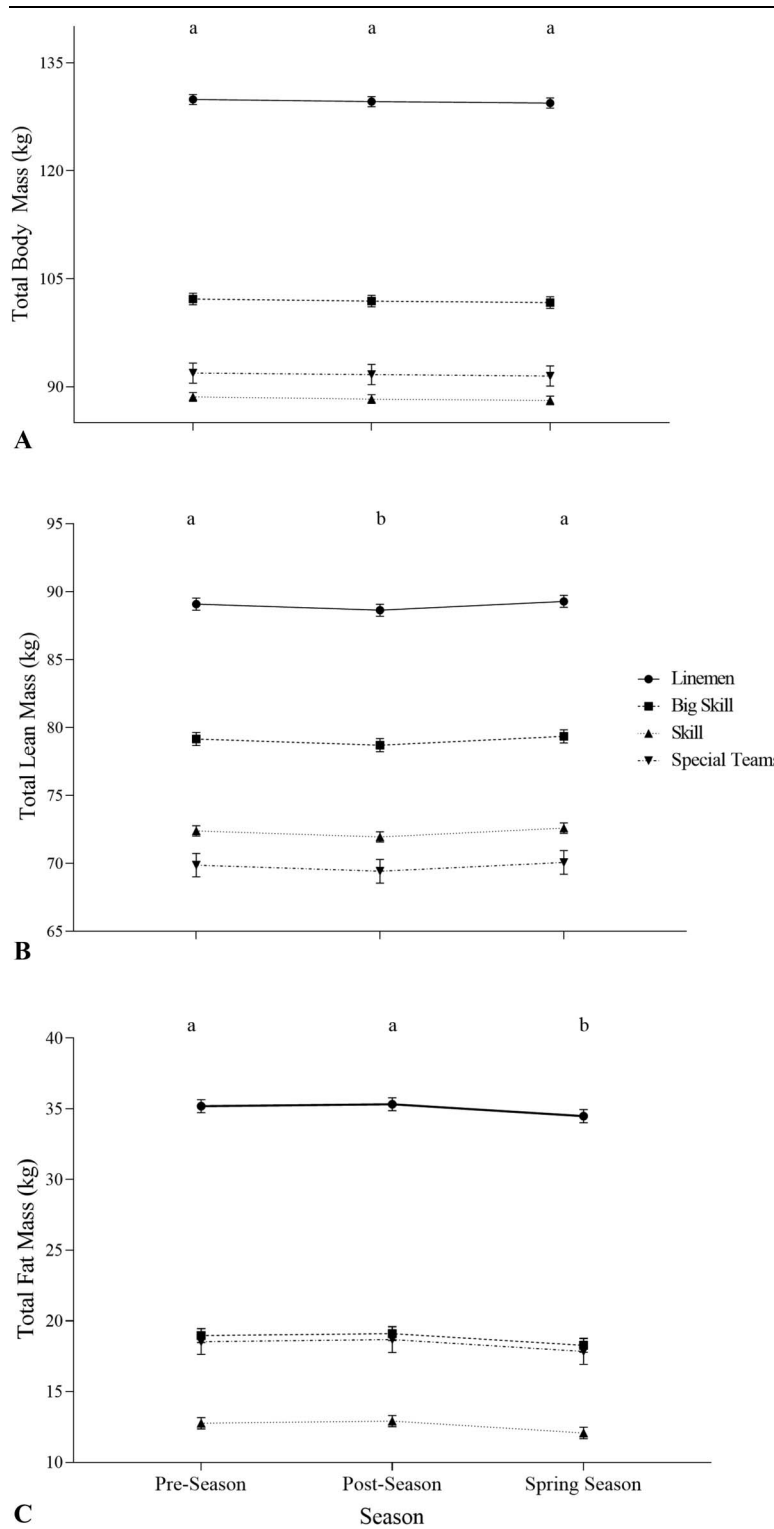 a a a
135
120
105
90
Total Body Mass (kg)
A
a b a
95
90
85
80
75
70
65
Total Lean Mass (kg)
Linemen
Big Skill
Skill
Special Teams
B
a a b
40
35
30
25
20
15
10
Total Fat Mass (kg)
Pre-Season Post-Season Spring Season
C
Season